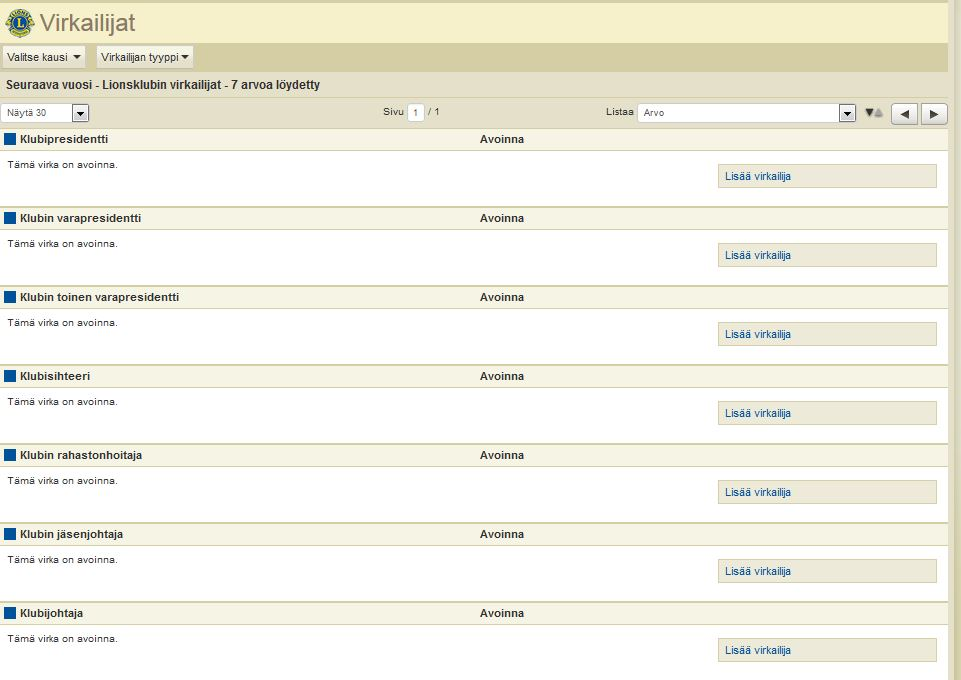 Virkailijat
Valitse kausi Virkailijan tyyppi
Seuraava vuosi - Lionsklubin virkailijat - 7 arvoa löydetty
Näytä 30 Sivu 1 / 1 Listaa Arvo
Klubipresidentti Avoinna
Tämä virka on avoinna.
Lisää virkailija
Klubin varapresidentti Avoinna
Tämä virka on avoinna.
Lisää virkailija
Klubin toinen varapresidentti Avoinna
Tämä virka on avoinna.
Lisää virkailija
Klubisihteeri Avoinna
Tämä virka on avoinna.
Lisää virkailija
Klubin rahastonhoitaja Avoinna
Tämä virka on avoinna.
Lisää virkailija
Klubin jäsenjohtaja Avoinna
Tämä virka on avoinna.
Lisää virkailija
Klubijohtaja Avoinna
Tämä virka on avoinna.
Lisää virkailija